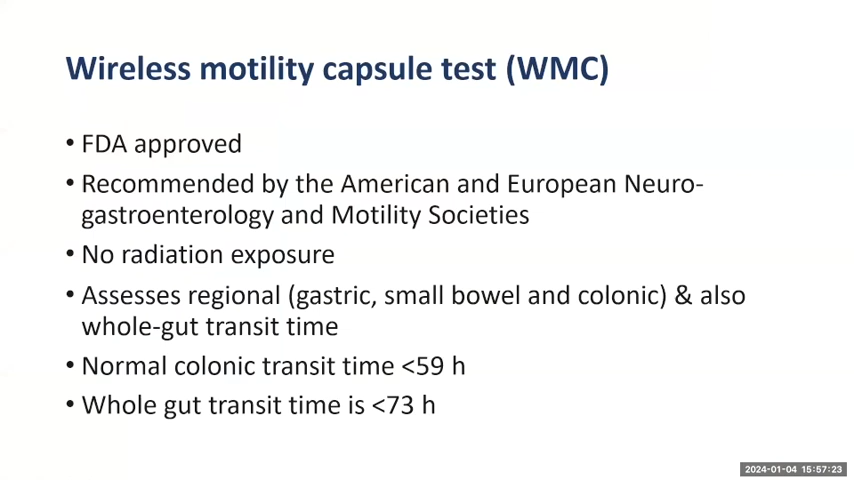 Wireless motility capsule test (WMC)
• FDA approved
• Recommended by the American and European Neuro-
gastroenterology and Motility Societies
• No radiation exposure
• Assesses regional (gastric, small bowel and colonic) & also
whole-gut transit time
• Normal colonic transit time <59 h
• Whole gut transit time is <73 h
2024-01-04 15:57:23